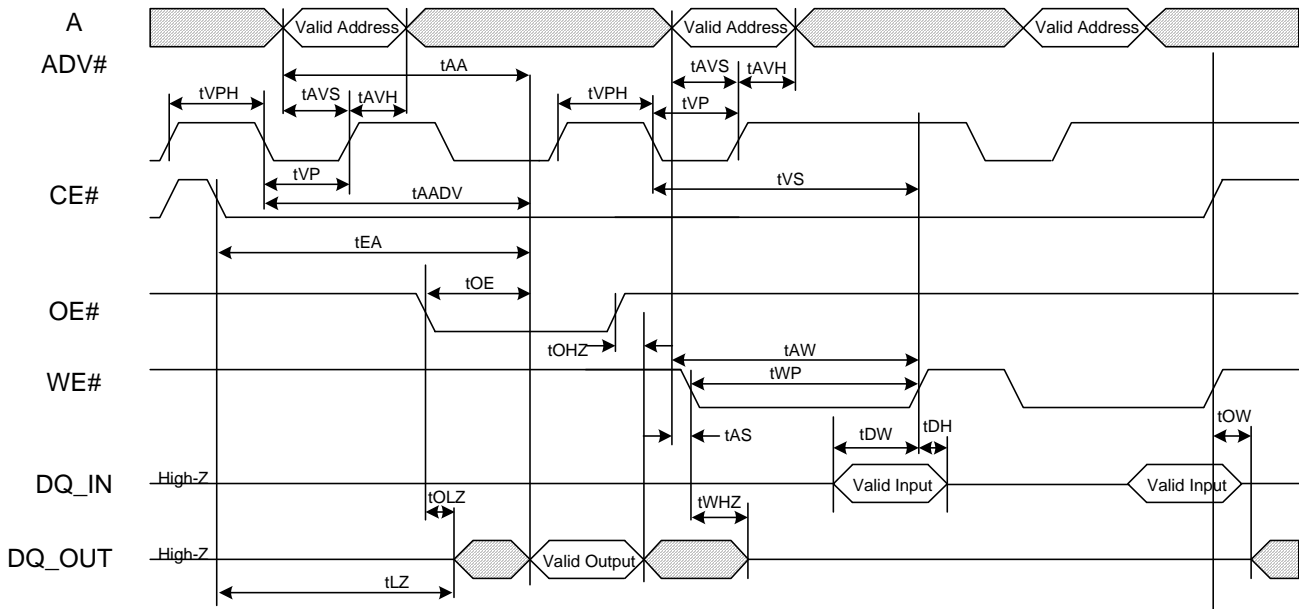 A
Valid Address
Valid Address
Valid Address
ADV#
tAA
tAVS
tAVH
tVPH
tAVS
tAVH
tVPH
tVP
tVP
tAADV
tVS
CE#
tEA
tOE
OE#
tOHZ
tAW
WE#
tWP
tAS
tDW
tDH
tOW
DQ_IN
High-Z
Valid Input
Valid Input
tOLZ
tWHZ
DQ_OUT
High-Z
Valid Output
tLZ